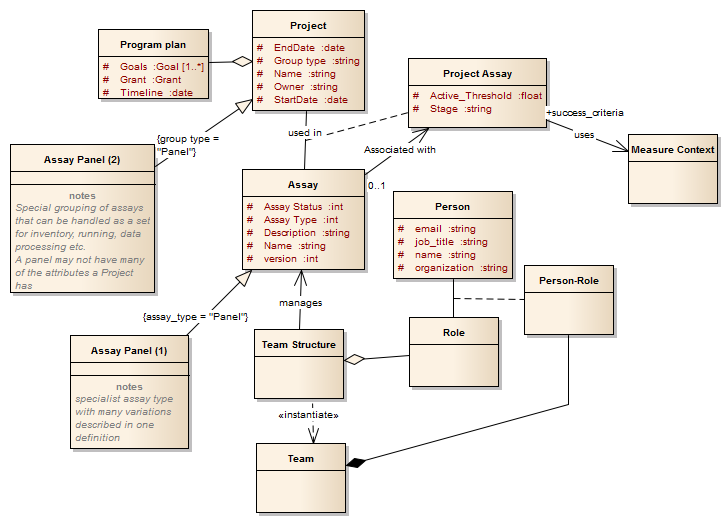 Project
# EndDate :date
# Group type :string
# Name :string
# Owner :string
# StartDate :date
Program plan
# Goals :Goal [1..*]
# Grant :Grant
# Timeline :date
Project Assay
# Active_Threshold :float
# Stage :string
+success_criteria
uses
Measure Context
used in
{group type =
"Panel"}
Associated with
0..1
Assay Panel (2)
notes
Special grouping of assays
that can be handled as a set
for inventory, running, data
processing etc.
A panel may not have many
of the attributes a Project
has
Assay
# Assay Status :int
# Assay Type :int
# Description :string
# Name :string
# version :int
Person
# email :string
# job_title :string
# name :string
# organization :string
Person-Role
manages
{assay_type = "Panel"}
Assay Panel (1)
notes
specialist assay type
with many variations
described in one
definition
Team Structure
Role
«instantiate»
Team